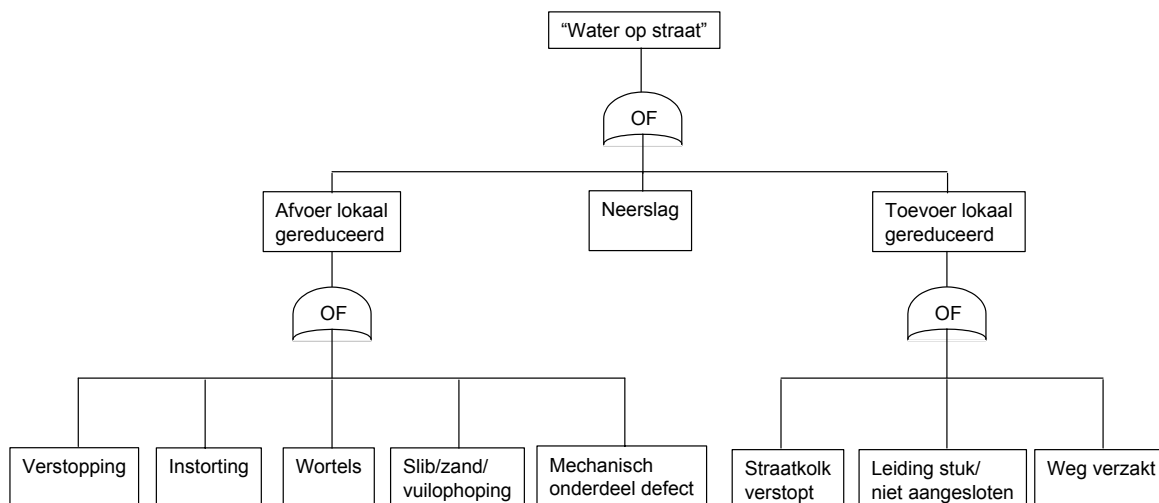 “Water op straat”
OF
Afvoer lokaal
gereduceerd
Neerslag
Toevoer lokaal
gereduceerd
OF
OF
Verstopping
Instorting
Wortels
Slib/zand/
vuilophoping
Mechanisch
onderdeel defect
Straatkolk
verstopt
Leiding stuk/
niet aangesloten
Weg verzakt